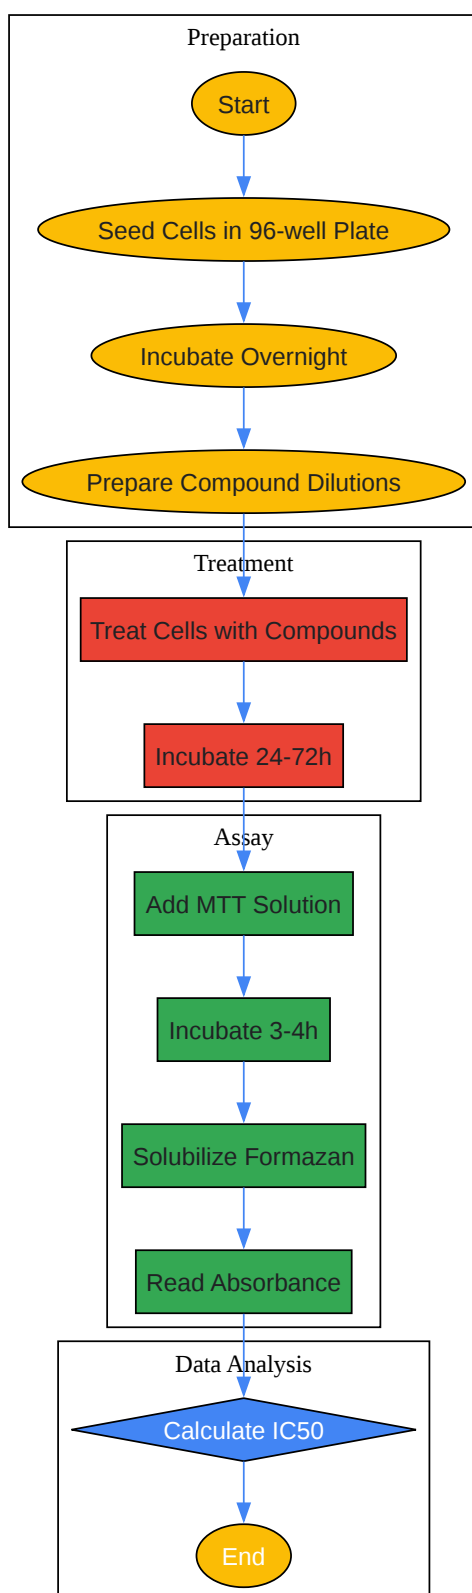 Preparation
Start
Seed Cells in 96-well Plate
Incubate Overnight
Prepare Compound Dilutions
Treatment
Treat Cells with Compounds
Incubate 24-72h
Assay
Add MTT Solution
Incubate 3-4h
Solubilize Formazan
Read Absorbance
Data Analysis
Calculate IC50
End